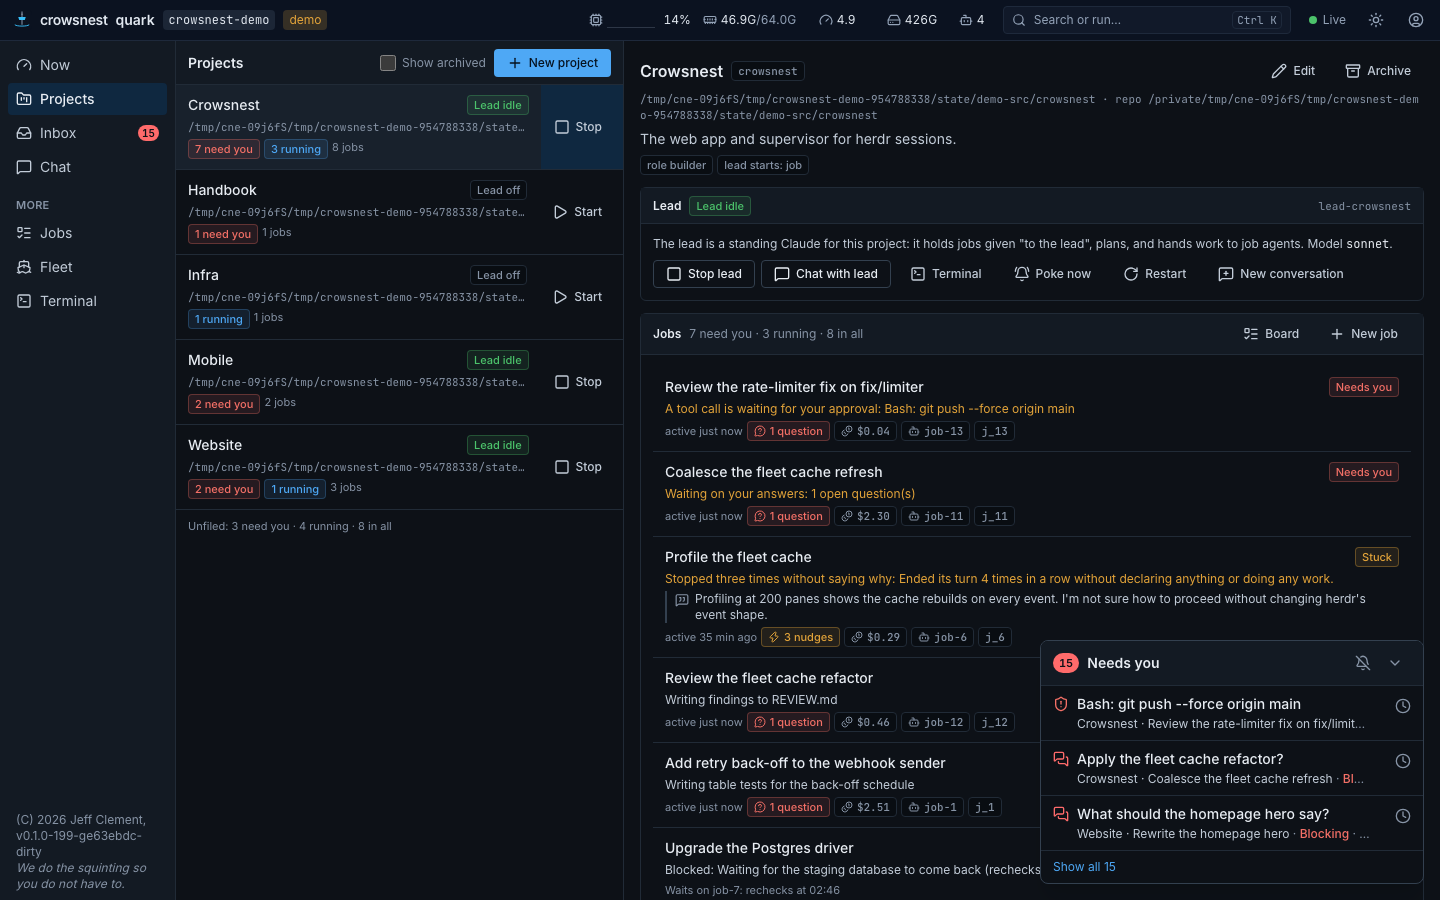 crowsnest quark crowsnest-demo demo
14% 46.9G/64.0G 4.9 426G 4 Search or run... Ctrl K Live
Now
Projects
Inbox 15
Chat
MORE
Jobs
Fleet
Terminal
(C) 2026 Jeff Clement,
v0.1.0-199-ge63ebdc-
dirty
We do the squinting so
you do not have to.
Projects Show archived New project
Crowsnest Lead idle
/tmp/cne-09j6fS/tmp/crowsnest-demo-954788338/state…
7 need you 3 running 8 jobs
Stop
Handbook Lead off
/tmp/cne-09j6fS/tmp/crowsnest-demo-954788338/state…
1 need you 1 jobs
Start
Infra Lead off
/tmp/cne-09j6fS/tmp/crowsnest-demo-954788338/state…
1 running 1 jobs
Start
Mobile Lead idle
/tmp/cne-09j6fS/tmp/crowsnest-demo-954788338/state…
2 need you 2 jobs
Stop
Website Lead idle
/tmp/cne-09j6fS/tmp/crowsnest-demo-954788338/state…
2 need you 1 running 3 jobs
Stop
Unfiled: 3 need you · 4 running · 8 in all
Crowsnest crowsnest Edit Archive
/tmp/cne-09j6fS/tmp/crowsnest-demo-954788338/state/demo-src/crowsnest · repo /private/tmp/cne-09j6fS/tmp/crowsnest-dem
o-954788338/state/demo-src/crowsnest
The web app and supervisor for herdr sessions.
role builder lead starts: job
Lead Lead idle lead-crowsnest
The lead is a standing Claude for this project: it holds jobs given "to the lead", plans, and hands work to job agents. Model sonnet.
Stop lead Chat with lead Terminal Poke now Restart New conversation
Jobs 7 need you · 3 running · 8 in all Board New job
Review the rate-limiter fix on fix/limiter Needs you
A tool call is waiting for your approval: Bash: git push --force origin main
active just now 1 question $0.04 job-13 j_13
Coalesce the fleet cache refresh Needs you
Waiting on your answers: 1 open question(s)
active just now 1 question $2.30 job-11 j_11
Profile the fleet cache Stuck
Stopped three times without saying why: Ended its turn 4 times in a row without declaring anything or doing any work.
Profiling at 200 panes shows the cache rebuilds on every event. I'm not sure how to proceed without changing herdr's
event shape.
active 35 min ago 3 nudges $0.29 job-6 j_6
Review the fleet cache refactor
Writing findings to REVIEW.md
active just now 1 question $0.46 job-12 j_12
Add retry back-off to the webhook sender
Writing table tests for the back-off schedule
active just now 1 question $2.51 job-1 j_1
Upgrade the Postgres driver
Blocked: Waiting for the staging database to come back (rechecks
Waits on job-7: rechecks at 02:46
15 Needs you
Bash: git push --force origin main
Crowsnest · Review the rate-limiter fix on fix/limit…
Apply the fleet cache refactor?
Crowsnest · Coalesce the fleet cache refresh · Bl…
What should the homepage hero say?
Website · Rewrite the homepage hero · Blocking · …
Show all 15